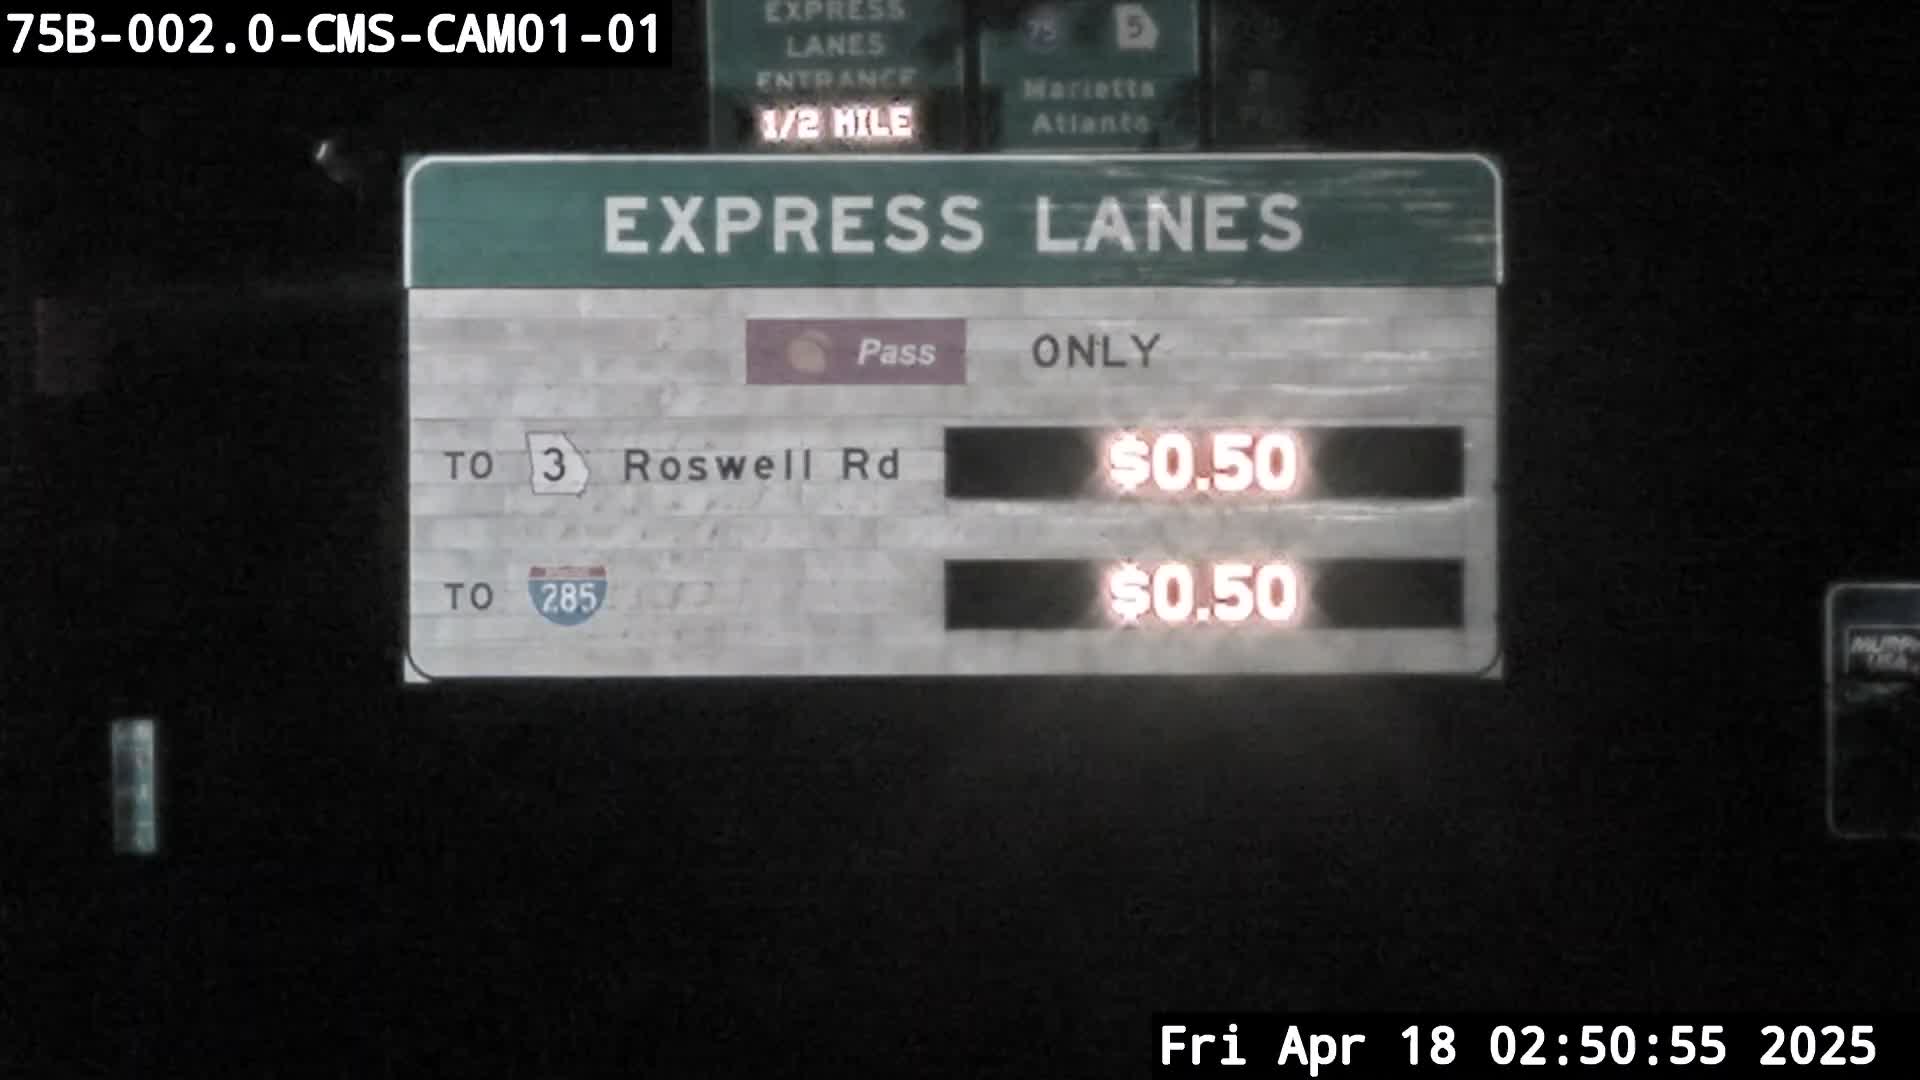 75B-002.0-CMS-CAM01-01
EXPRESS
LANES
ENTRANCE
1/2 MILE
75 5
Marietta
Atlanta
EXPRESS LANES
Pass ONLY
TO 3 Roswell Rd $0.50
TO 285 $0.50
Fri Apr 18 02:50:55 2025